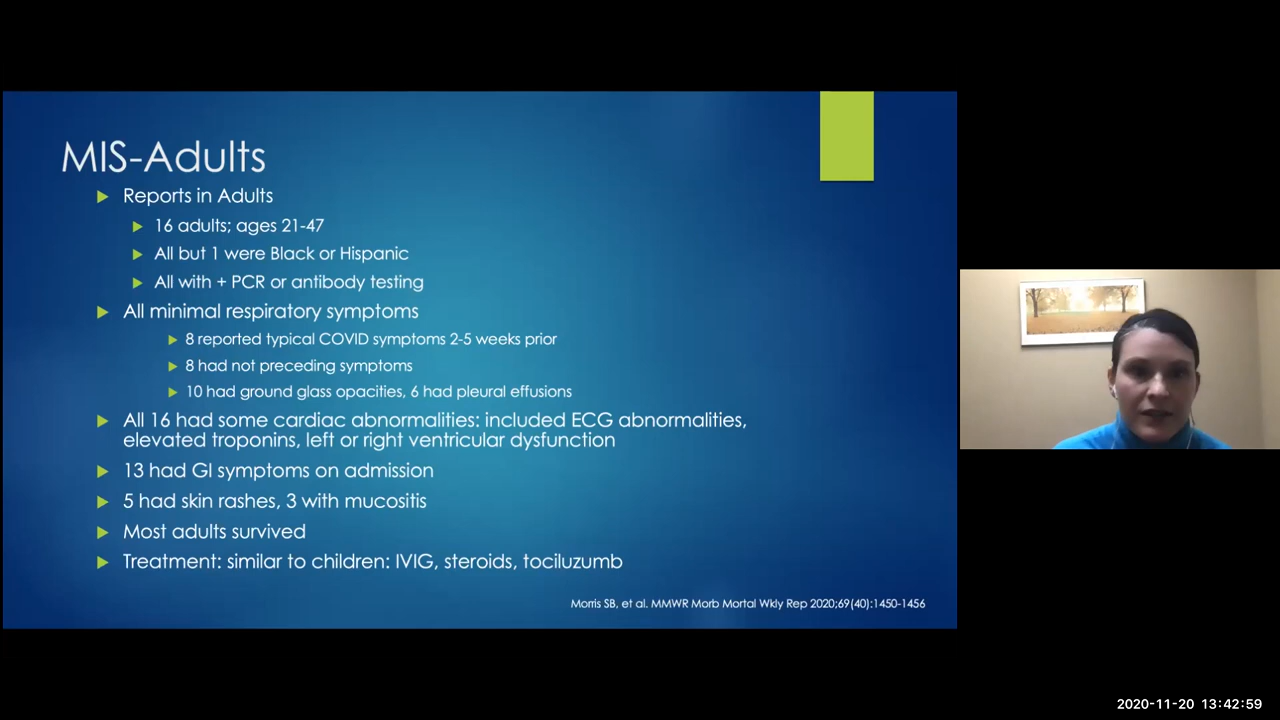 MIS-Adults
Reports in Adults
16 adults; ages 21-47
All but 1 were Black or Hispanic
All with + PCR or antibody testing
All minimal respiratory symptoms
8 reported typical COVID symptoms 2-5 weeks prior
8 had not preceding symptoms
10 had ground glass opacities, 6 had pleural effusions
All 16 had some cardiac abnormalities: included ECG abnormalities,
elevated troponins, left or right ventricular dysfunction
13 had GI symptoms on admission
5 had skin rashes, 3 with mucositis
Most adults survived
Treatment: similar to children: IVIG, steroids, tociluzumb
Morris SB, et al. MMWR Morb Mortal Wkly Rep 2020;69(40):1450-1456
2020-11-20 13:42:59